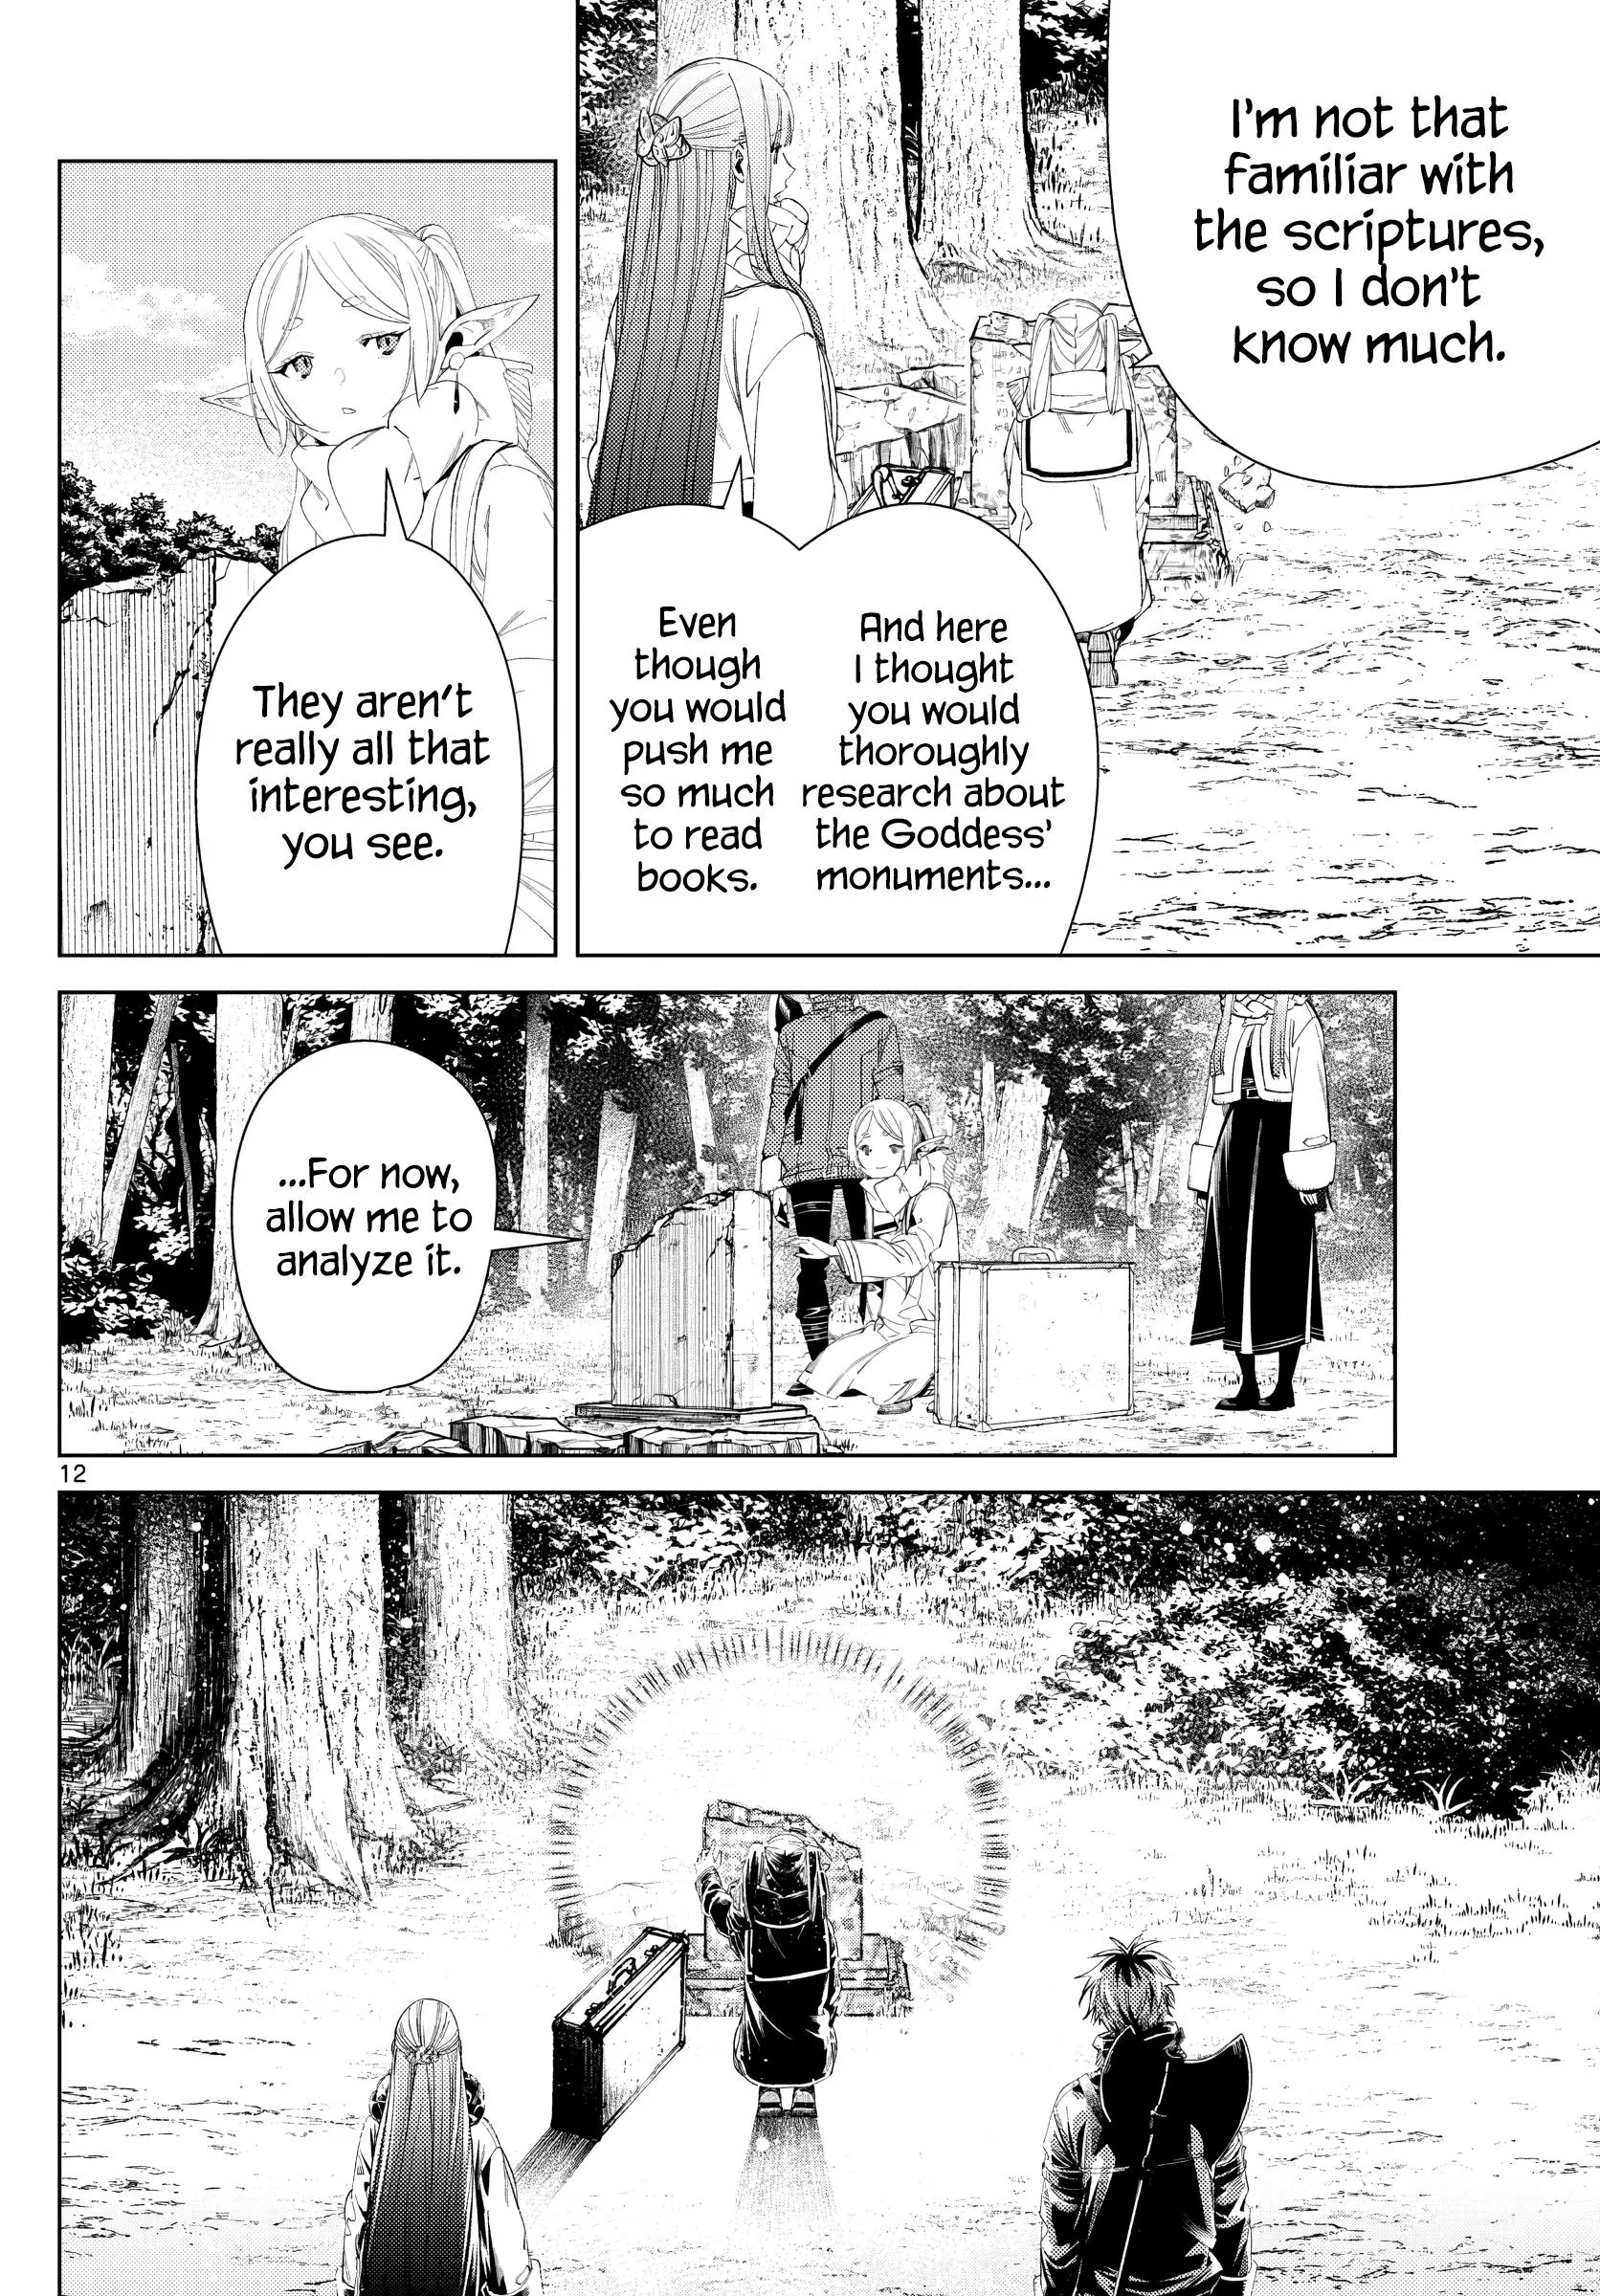 I'm not that
familiar with
the scriptures,
so I don't
know much.
And here
I thought
you would
thoroughly
research about
the Goddess'
monuments...
Even
though
you would
push me
so much
to read
books.
They aren't
really all that
interesting,
you see.
...For now,
allow me to
analyze it.
12